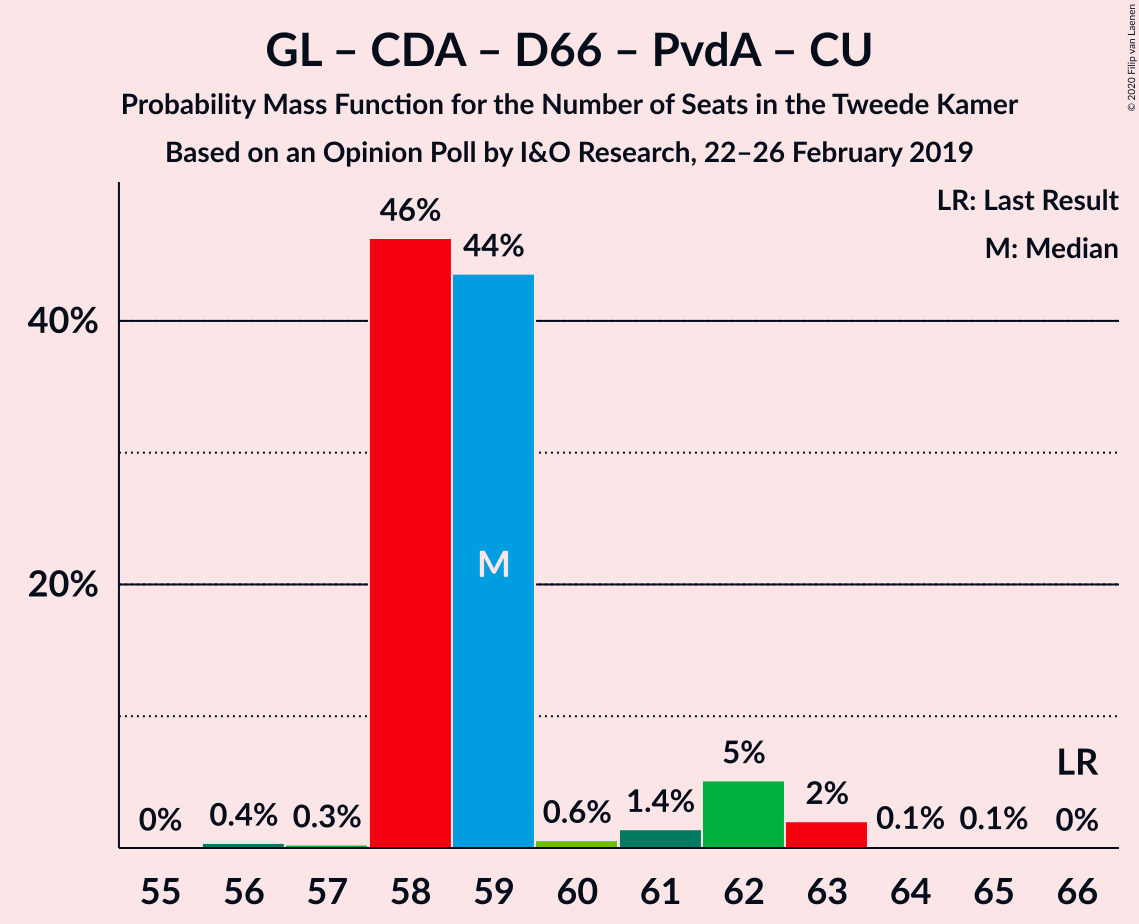 GL – CDA – D66 – PvdA – CU
Probability Mass Function for the Number of Seats in the Tweede Kamer
Based on an Opinion Poll by I&O Research, 22–26 February 2019
© 2020 Filip van Laenen
LR: Last Result
M: Median
46%
44%
40%
20%
M
0%
0.4%
0.3%
0.6%
1.4%
5%
2%
0.1%
0.1%
LR
0%
55 56 57 58 59 60 61 62 63 64 65 66